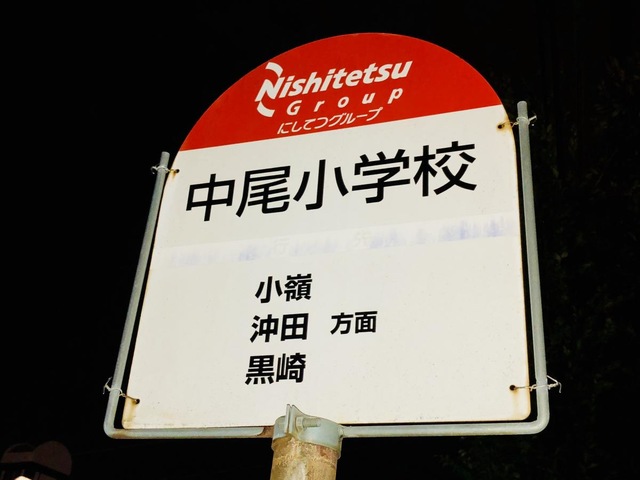 Nishitetsu
Group
にしてつグループ
中尾小学校
小嶺
沖田 方面
黒崎